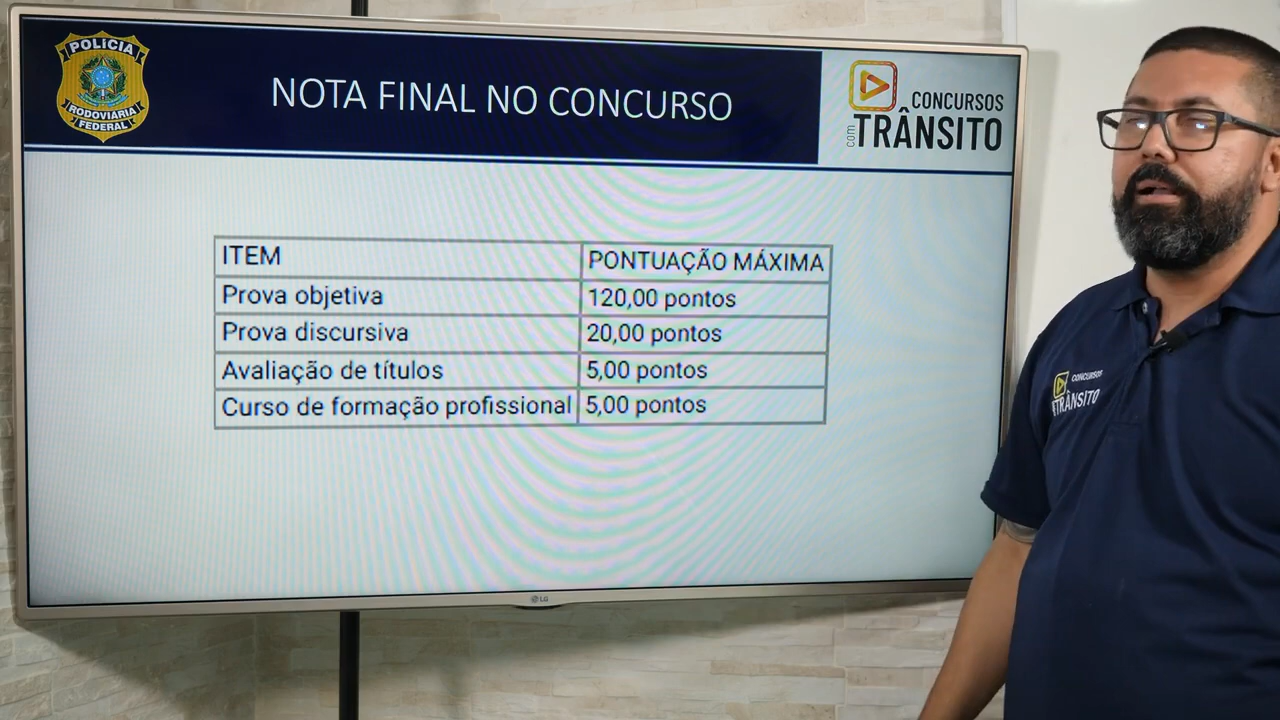 POLÍCIA
RODOVIÁRIA
FEDERAL
NOTA FINAL NO CONCURSO
CONCURSOS
com TRÂNSITO
ITEM PONTUAÇÃO MÁXIMA
Prova objetiva 120,00 pontos
Prova discursiva 20,00 pontos
Avaliação de títulos 5,00 pontos
Curso de formação profissional 5,00 pontos
LG
CONCURSOS
TRÂNSITO